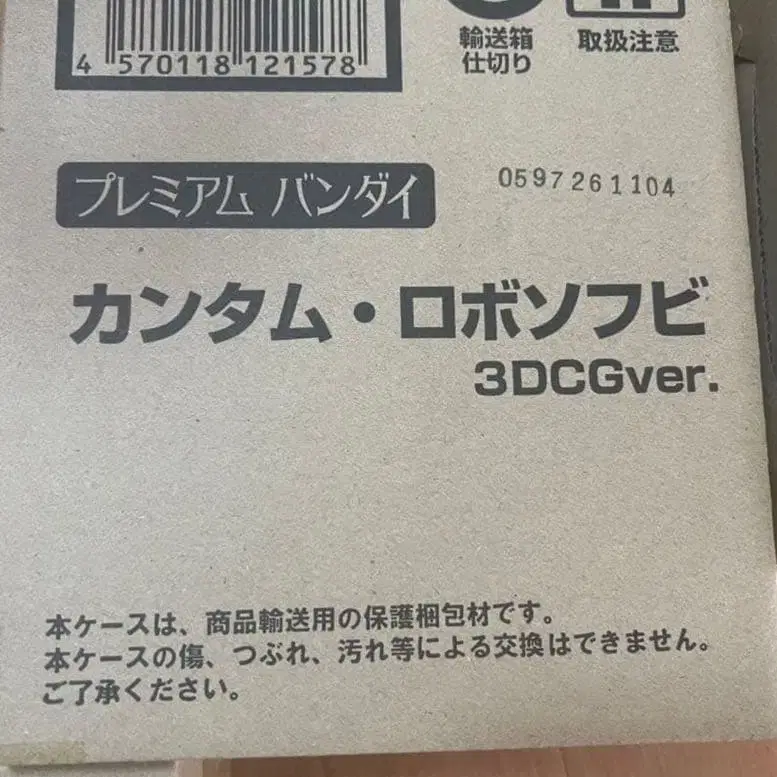 4 570118 121578
輸送箱
仕切り
取扱注意
プレミアム バンダイ
0597261104
カンタム・ロボソフビ
3DCGver.
本ケースは、商品輸送用の保護梱包材です。
本ケースの傷、つぶれ、汚れ等による交換はできません。
ご了承ください。